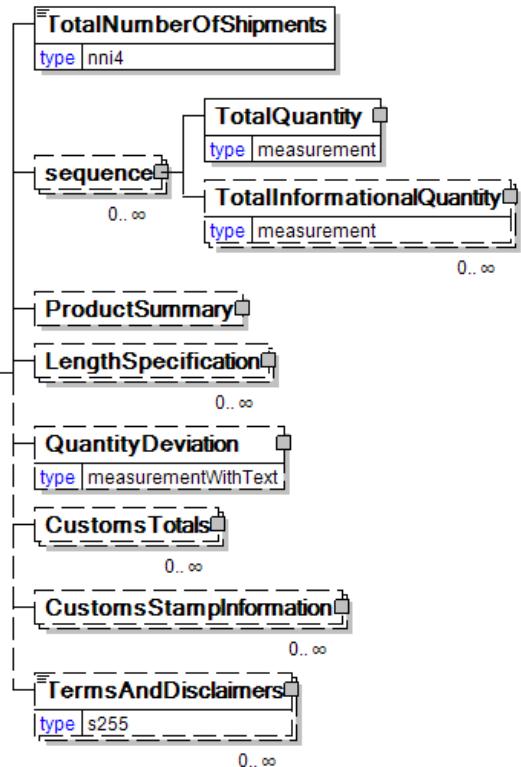 TotalNumberOfShipments
type nni4
TotalQuantity
type measurement
sequence
0.. ∞
TotalInformationalQuantity
type measurement
0.. ∞
ProductSummary
LengthSpecification
0.. ∞
QuantityDeviation
type measurementWithText
CustomsTotals
0.. ∞
CustomsStampInformation
0.. ∞
TermsAndDisclaimers
type s255
0.. ∞